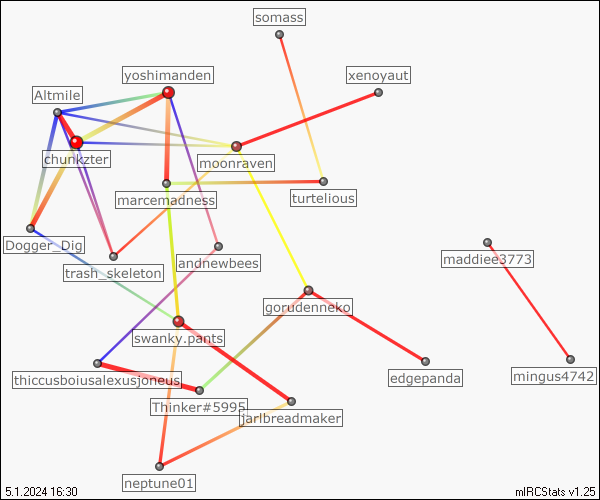 somass
yoshimanden
xenoyaut
Altmile
chunkzter
moonraven
marcemadness
turtelious
Dogger_Dig
trash_skeleton
andnewbees
maddiee3773
gorudenneko
swanky.pants
thiccusboiusalexusjoneus
edgepanda
mingus4742
Thinker#5995
jarlbreadmaker
neptune01
5.1.2024 16:30
mIRCStats v1.25